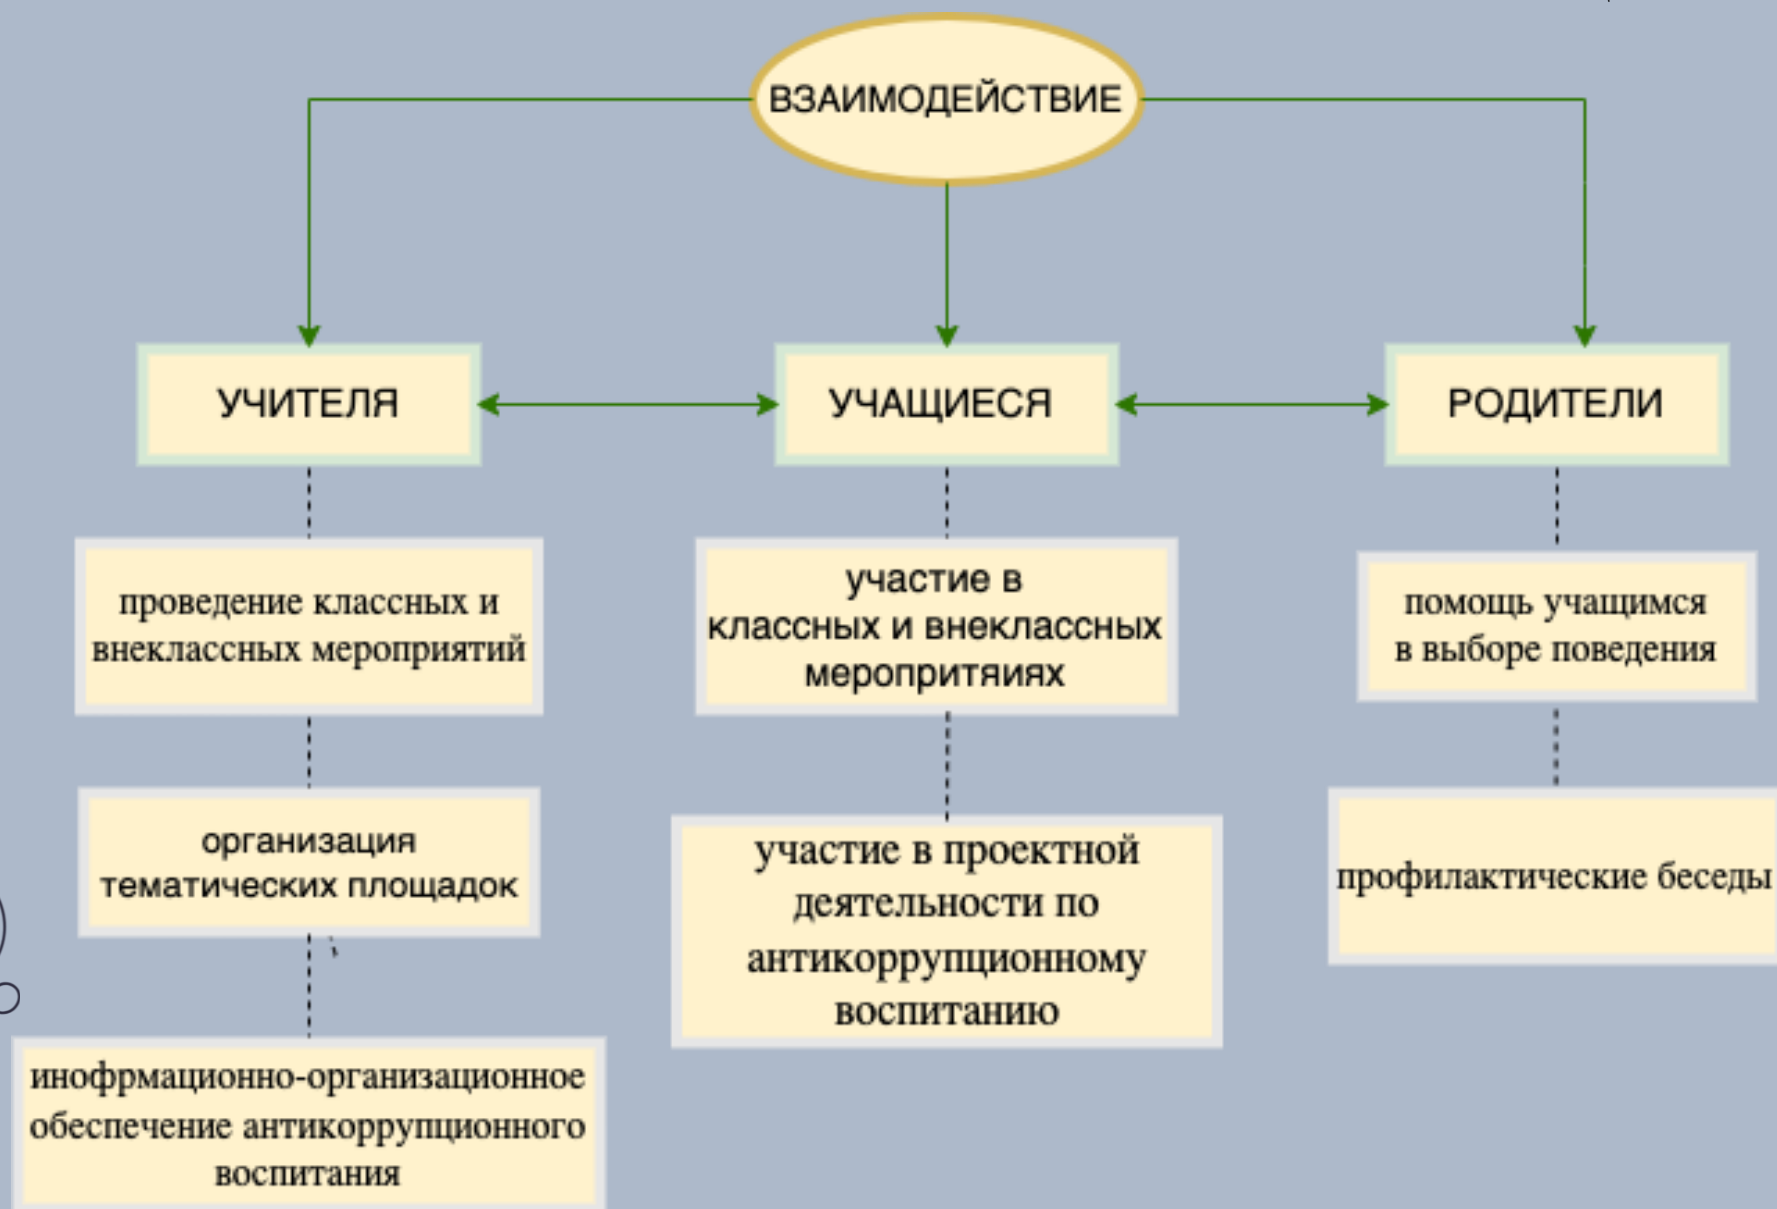 ВЗАИМОДЕЙСТВИЕ
УЧИТЕЛЯ
УЧАЩИЕСЯ
РОДИТЕЛИ
проведение классных и
внеклассных мероприятий
участие в
классных и внеклассных
меропритяиях
помощь учащимся
в выборе поведения
организация
тематических площадок
участие в проектной
деятельности по
антикоррупционному
воспитанию
профилактические беседы
инофрмационно-организационное
обеспечение антикоррупционного
воспитания